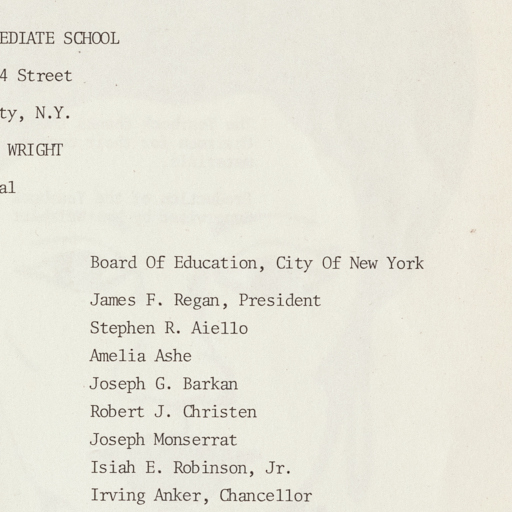 EDIATE SCHOOL
4 Street
ty, N.Y.
WRIGHT
al
Board Of Education, City Of New York
James F. Regan, President
Stephen R. Aiello
Amelia Ashe
Joseph G. Barkan
Robert J. Christen
Joseph Monserrat
Isiah E. Robinson, Jr.
Irving Anker, Chancellor